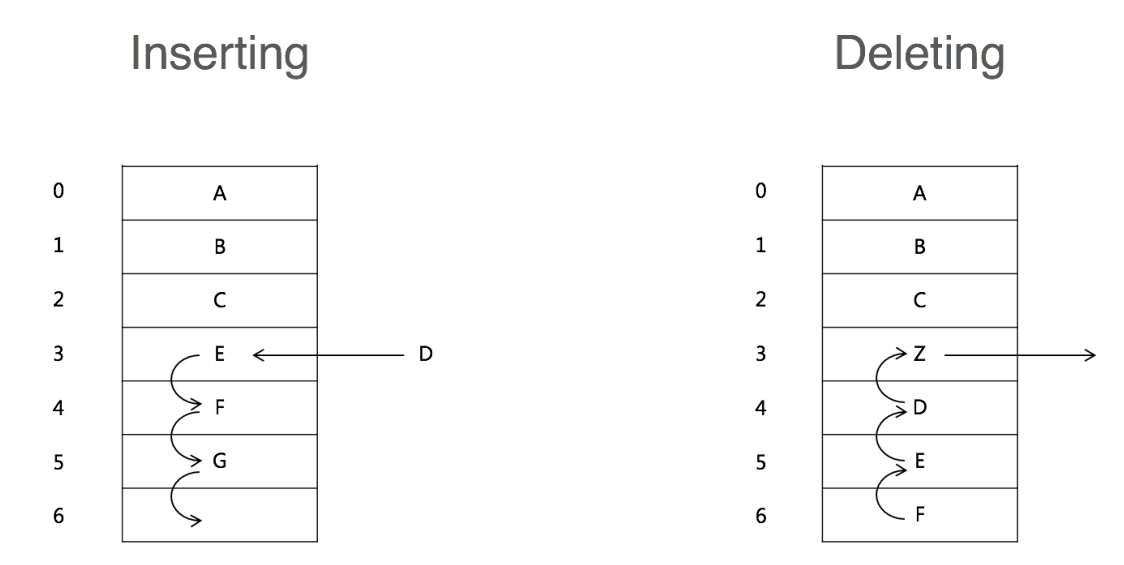 Inserting
0 A
1 B
2 C
3 E D
4 F
5 G
6
Deleting
0 A
1 B
2 C
3 Z
4 D
5 E
6 F